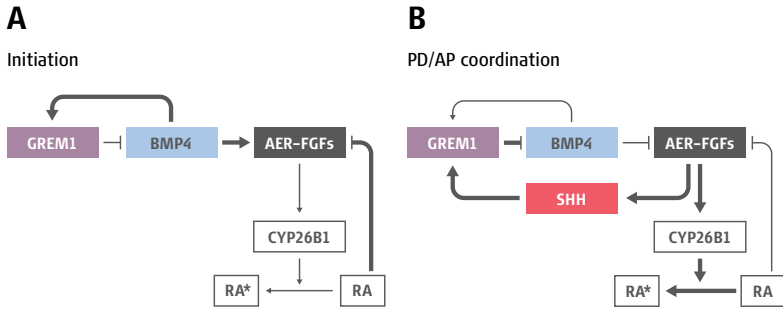 A
Initiation
GREM1
BMP4
AER–FGFs
CYP26B1
RA*
RA
B
PD/AP coordination
GREM1
BMP4
AER–FGFs
SHH
CYP26B1
RA*
RA